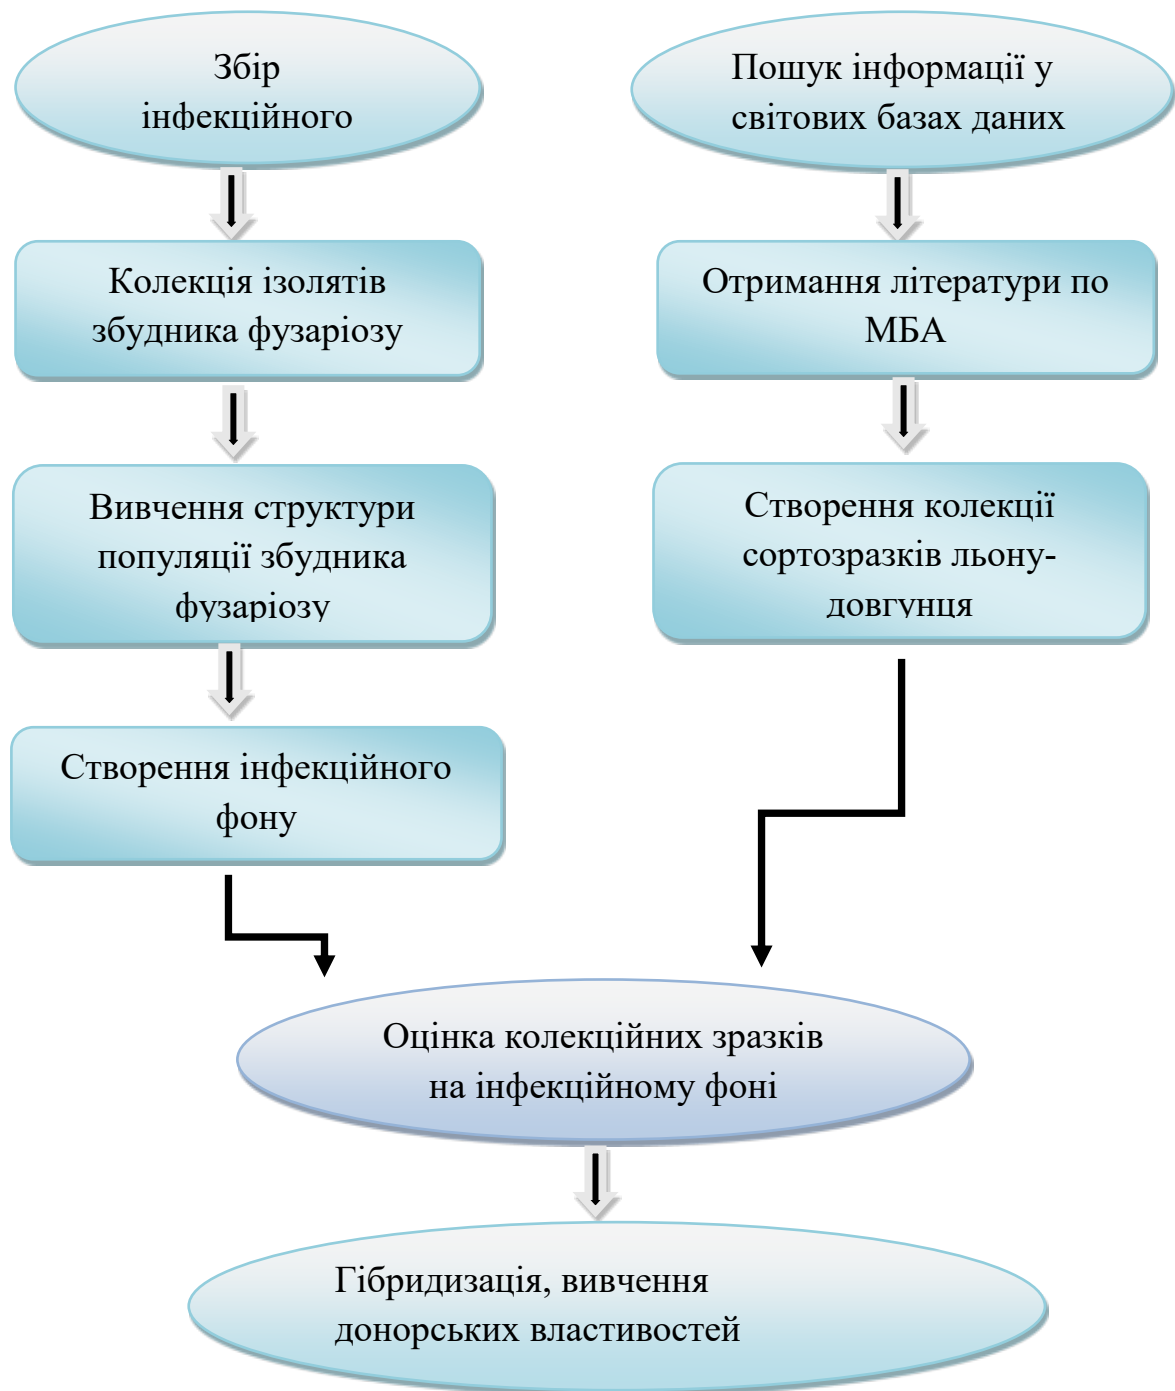 Збір
інфекційного
Пошук інформації у
світових базах даних
Колекція ізолятів
збудника фузаріозу
Отримання літератури по
МБА
Вивчення структури
популяції збудника
фузаріозу
Створення колекції
сортозразків льону-
довгунця
Створення інфекційного
фону
Оцінка колекційних зразків
на інфекційному фоні
Гібридизація, вивчення
донорських властивостей